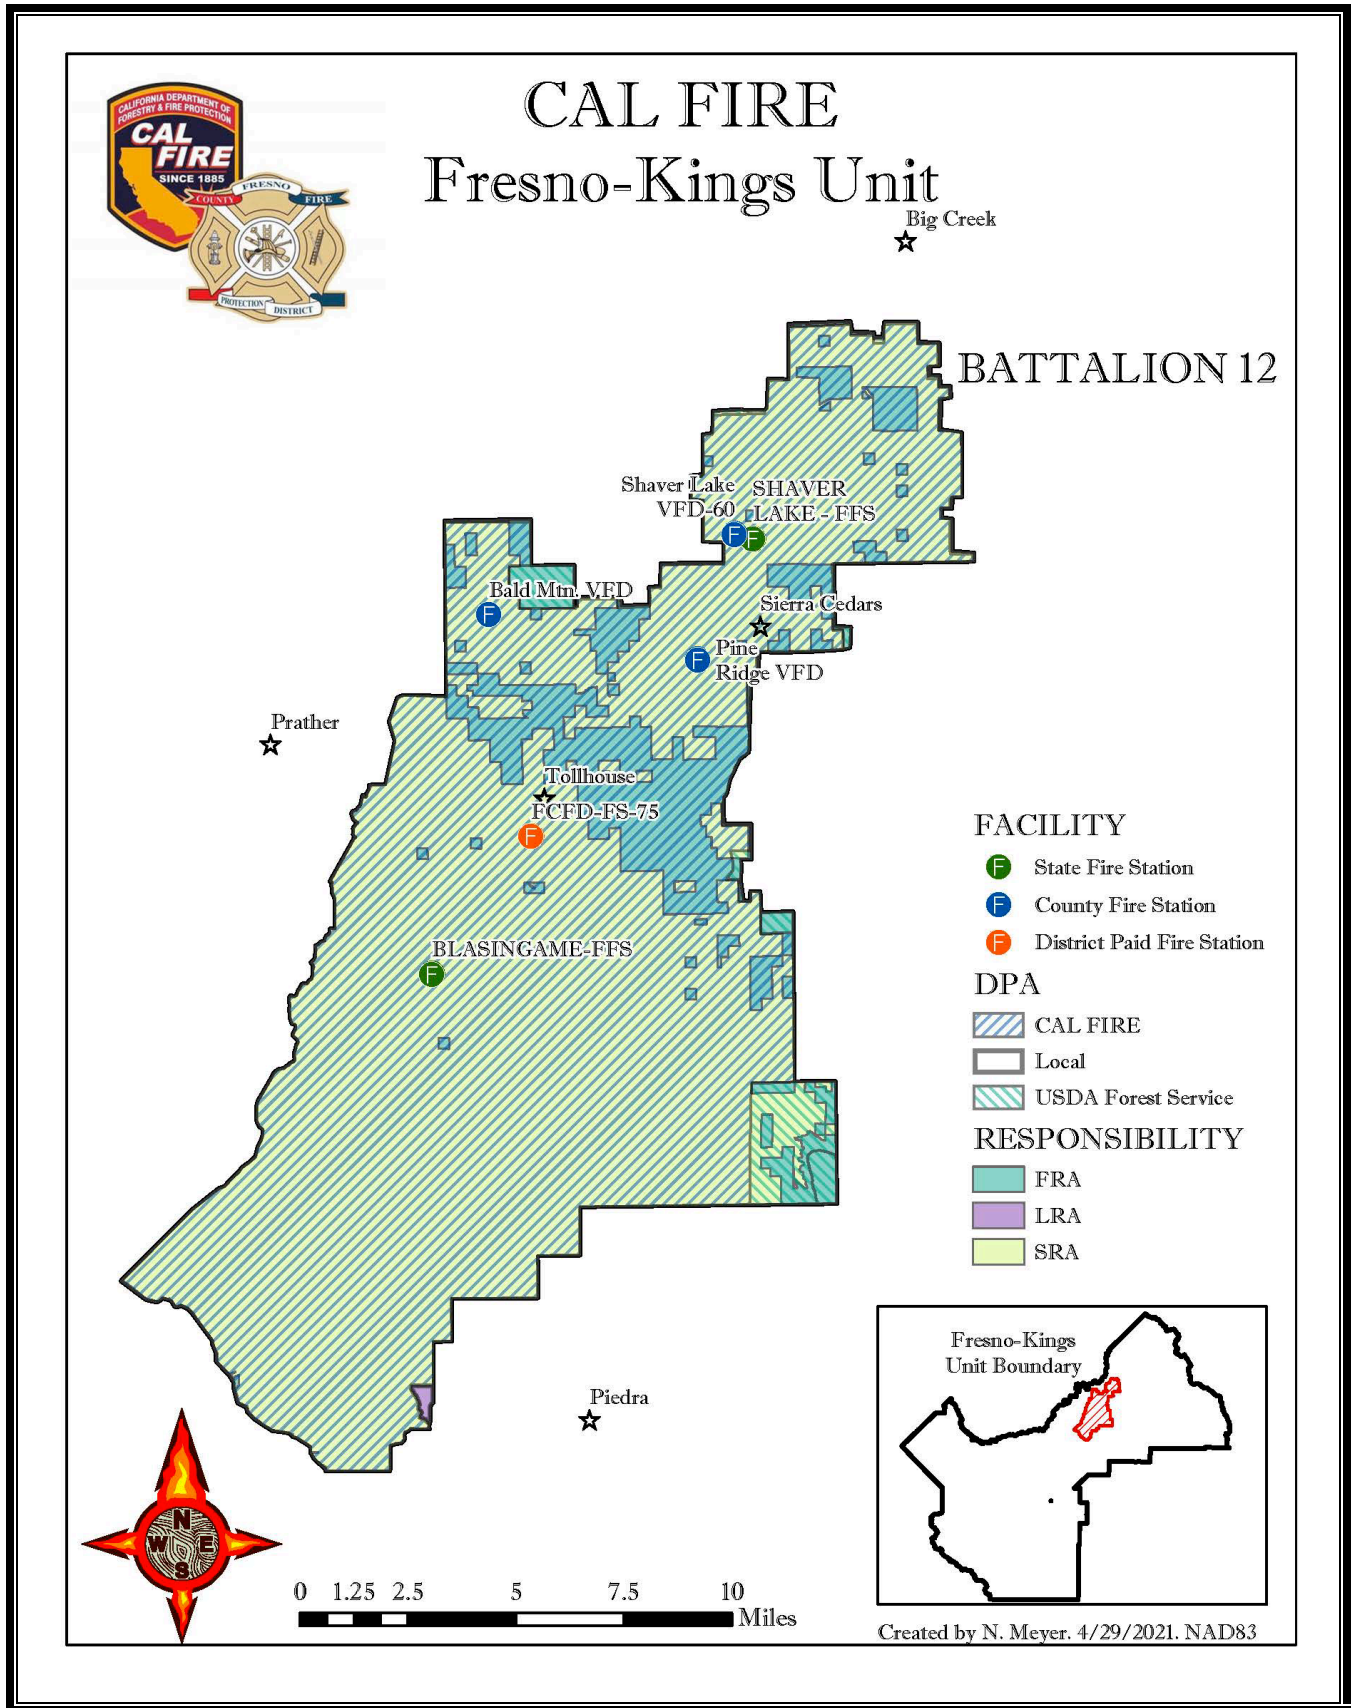 CAL FIRE
Fresno-Kings Unit
CALIFORNIA DEPARTMENT OF
FORESTRY & FIRE PROTECTION
CAL
FIRE
SINCE 1885
FRESNO
COUNTY
FIRE
PROTECTION
DISTRICT
Big Creek
BATTALION 12
Shaver Lake
VFD-60
SHAVER
LAKE - FFS
Bald Mtn. VFD
Sierra Cedars
Pine
Ridge VFD
Prather
Tollhouse
FCFD-FS-75
BLASINGAME-FFS
Piedra
F
F
F
F
F
F
FACILITY
F State Fire Station
F County Fire Station
F District Paid Fire Station
DPA
CAL FIRE
Local
USDA Forest Service
RESPONSIBILITY
FRA
LRA
SRA
Fresno-Kings
Unit Boundary
N
W E
S
0 1.25 2.5 5 7.5 10
Miles
Created by N. Meyer. 4/29/2021. NAD83